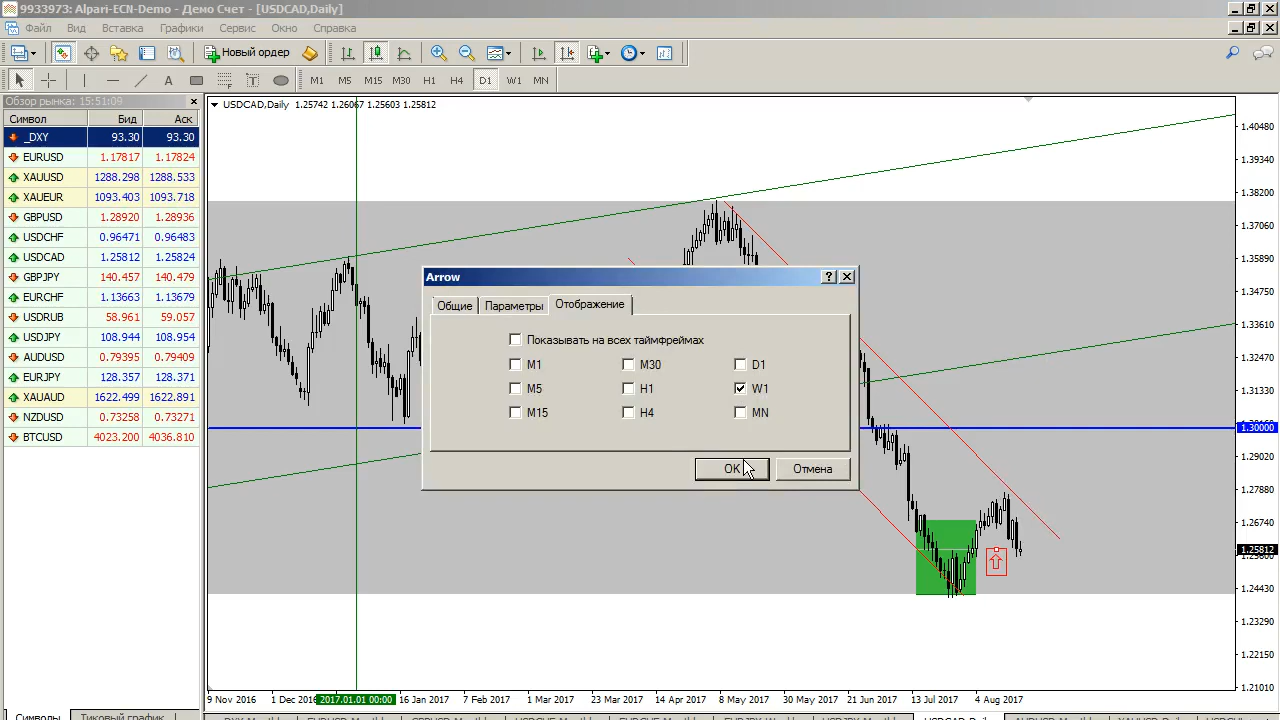 9933973: Alpari-ECN-Demo - Демо Счет - [USDCAD,Daily]
Файл Вид Вставка Графики Сервис Окно Справка
Новый ордер
A T M1 M5 M15 M30 H1 H4 D1 W1 MN
Обзор рынка: 15:51:09
Символ Бид Аск
_DXY 93.30 93.30
EURUSD 1.17817 1.17824
XAUUSD 1288.298 1288.533
XAUEUR 1093.403 1093.718
GBPUSD 1.28920 1.28936
USDCHF 0.96471 0.96483
USDCAD 1.25812 1.25824
GBPJPY 140.457 140.479
EURCHF 1.13663 1.13679
USDRUB 58.961 59.057
USDJPY 108.944 108.954
AUDUSD 0.79395 0.79409
EURJPY 128.357 128.371
XAUAUD 1622.499 1622.891
NZDUSD 0.73258 0.73271
BTCUSD 4023.200 4036.810
Символы Тиковый график
USDCAD,Daily 1.25742 1.26067 1.25603 1.25812
Arrow
Общие Параметры Отображение
Показывать на всех таймфреймах
M1 M30 D1
M5 H1 W1
M15 H4 MN
OK Отмена
1.40480
1.39340
1.38200
1.37060
1.35890
1.34750
1.33610
1.32470
1.31330
1.30000
1.29020
1.27880
1.26740
1.25812
1.24430
1.23290
1.22150
1.21010
9 Nov 2016 1 Dec 2016 2017.01.01 00:00 16 Jan 2017 7 Feb 2017 1 Mar 2017 23 Mar 2017 14 Apr 2017 8 May 2017 30 May 2017 21 Jun 2017 13 Jul 2017 4 Aug 2017